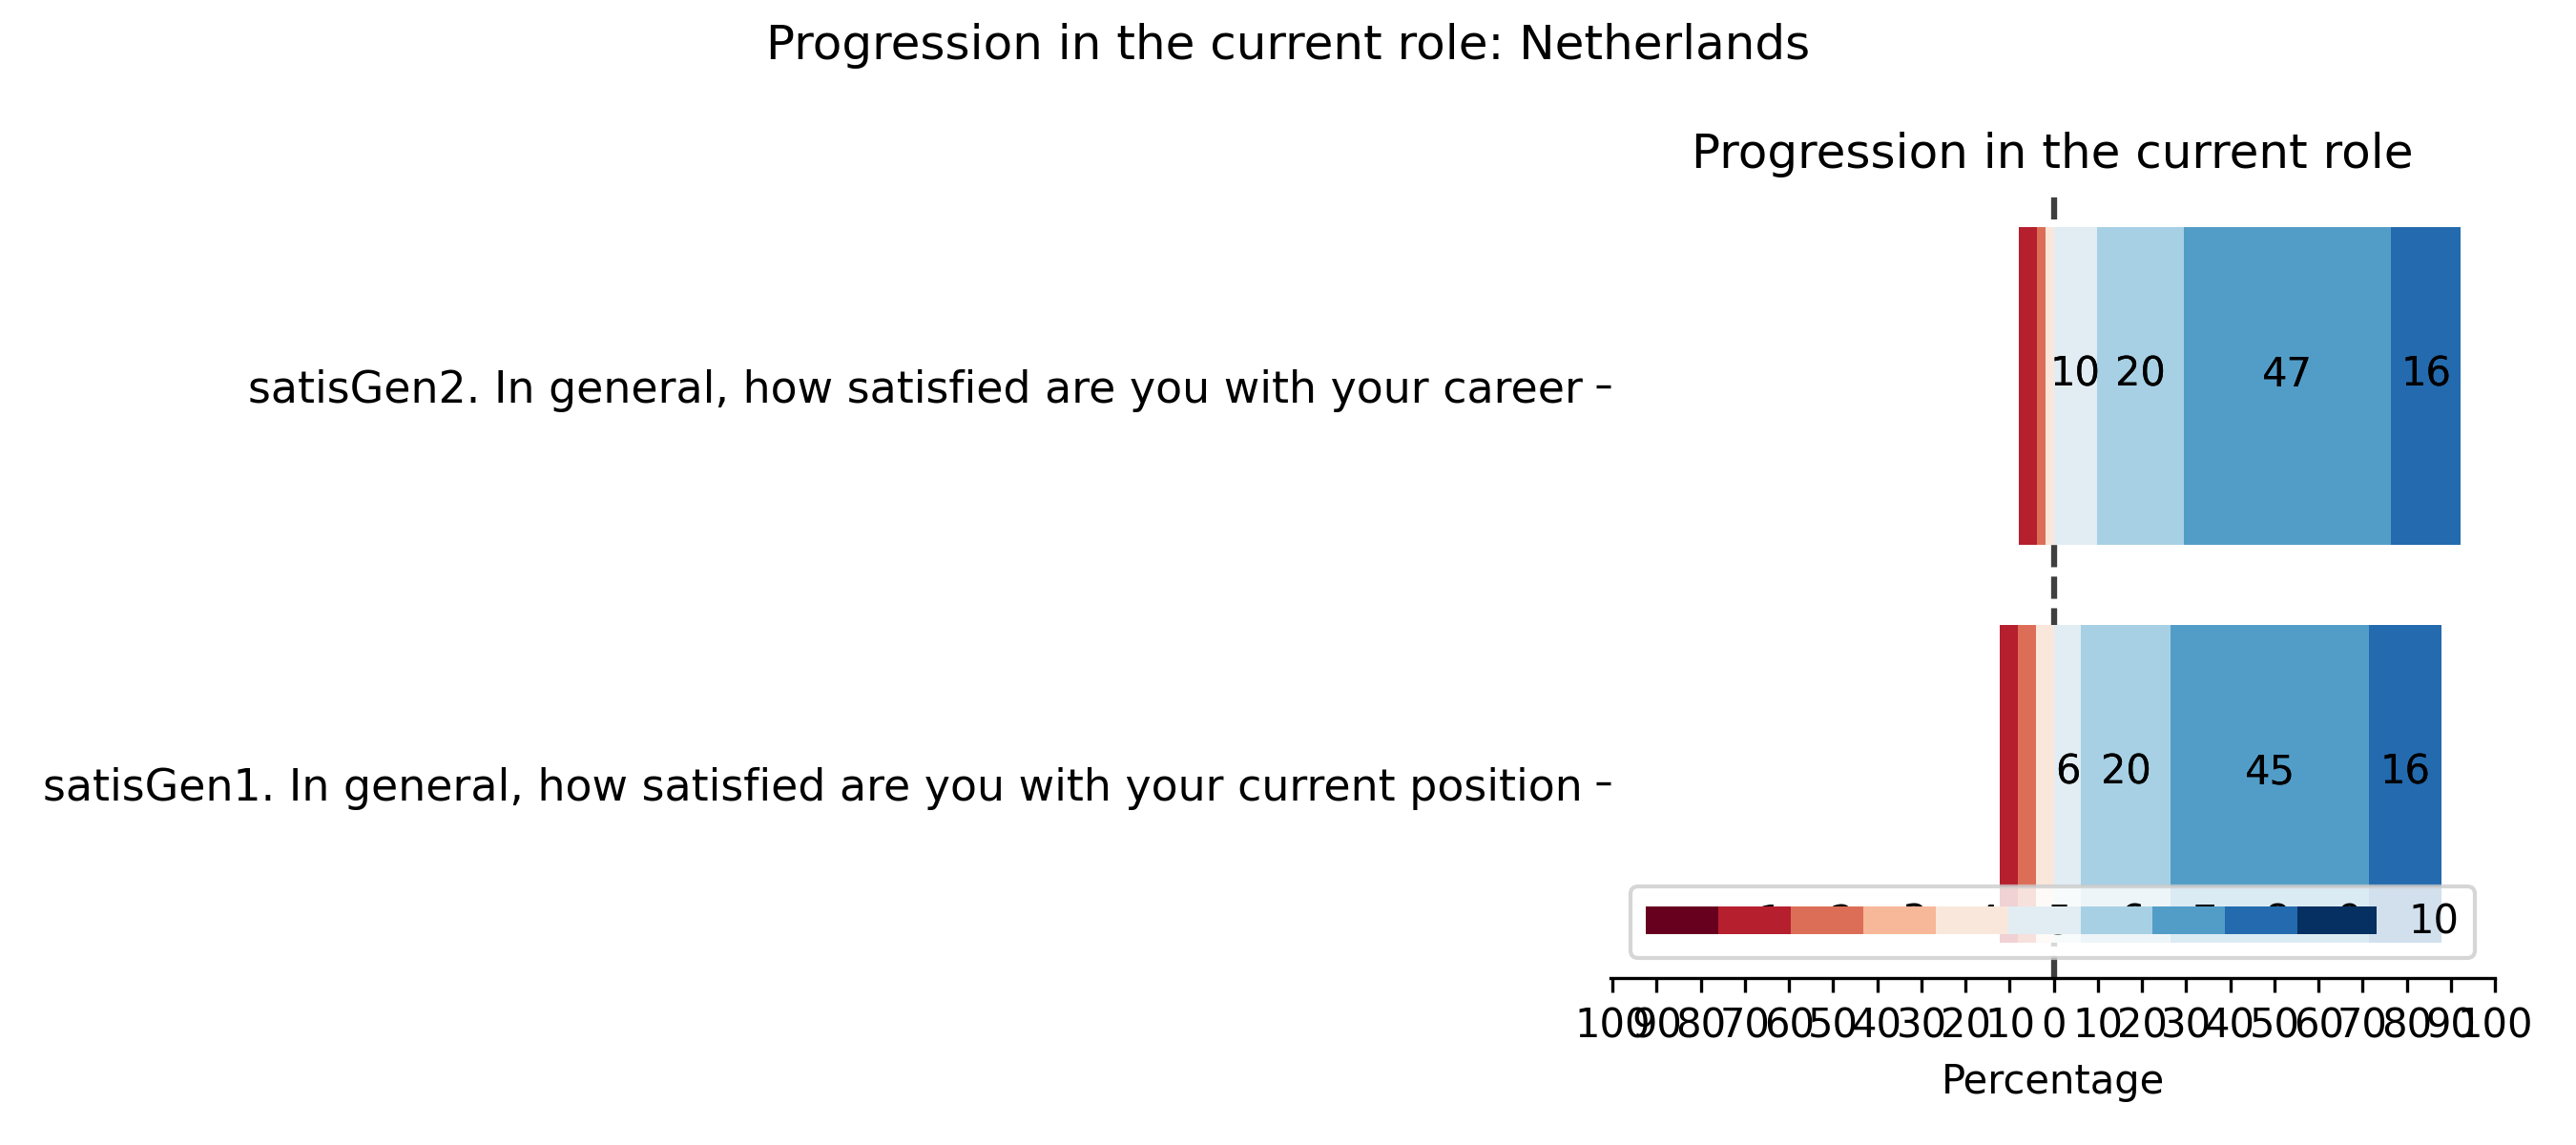 Progression in the current role: Netherlands
Progression in the current role
satisGen2. In general, how satisfied are you with your career
10 20 47 16
satisGen1. In general, how satisfied are you with your current position
6 20 45 16
10
100 90 80 70 60 50 40 30 20 10 0 10 20 30 40 50 60 70 80 90 100
Percentage